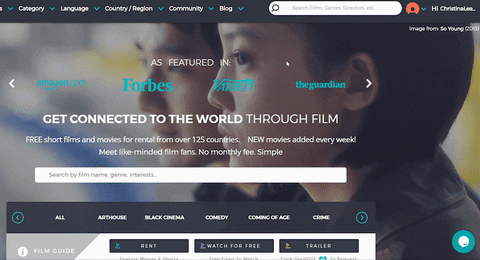 s Category Language Country / Region Community Blog Search Films, Genres, Directors, etc. Hi, ChristinaLea...
Image from: So Young (2013)
AS FEATURED IN:
amazon.com Forbes VARIETY theguardian
GET CONNECTED TO THE WORLD THROUGH FILM
FREE short films and movies for rental from over 125 countries. NEW movies added every week!
Meet like-minded film fans. No monthly fee. Simple
Search by film name, genre, interests...
ALL ARTHOUSE BLACK CINEMA COMEDY COMING OF AGE CRIME
FILM GUIDE RENT WATCH FOR FREE TRAILER
Feature Movies & Shorts Free Films To Watch To Request